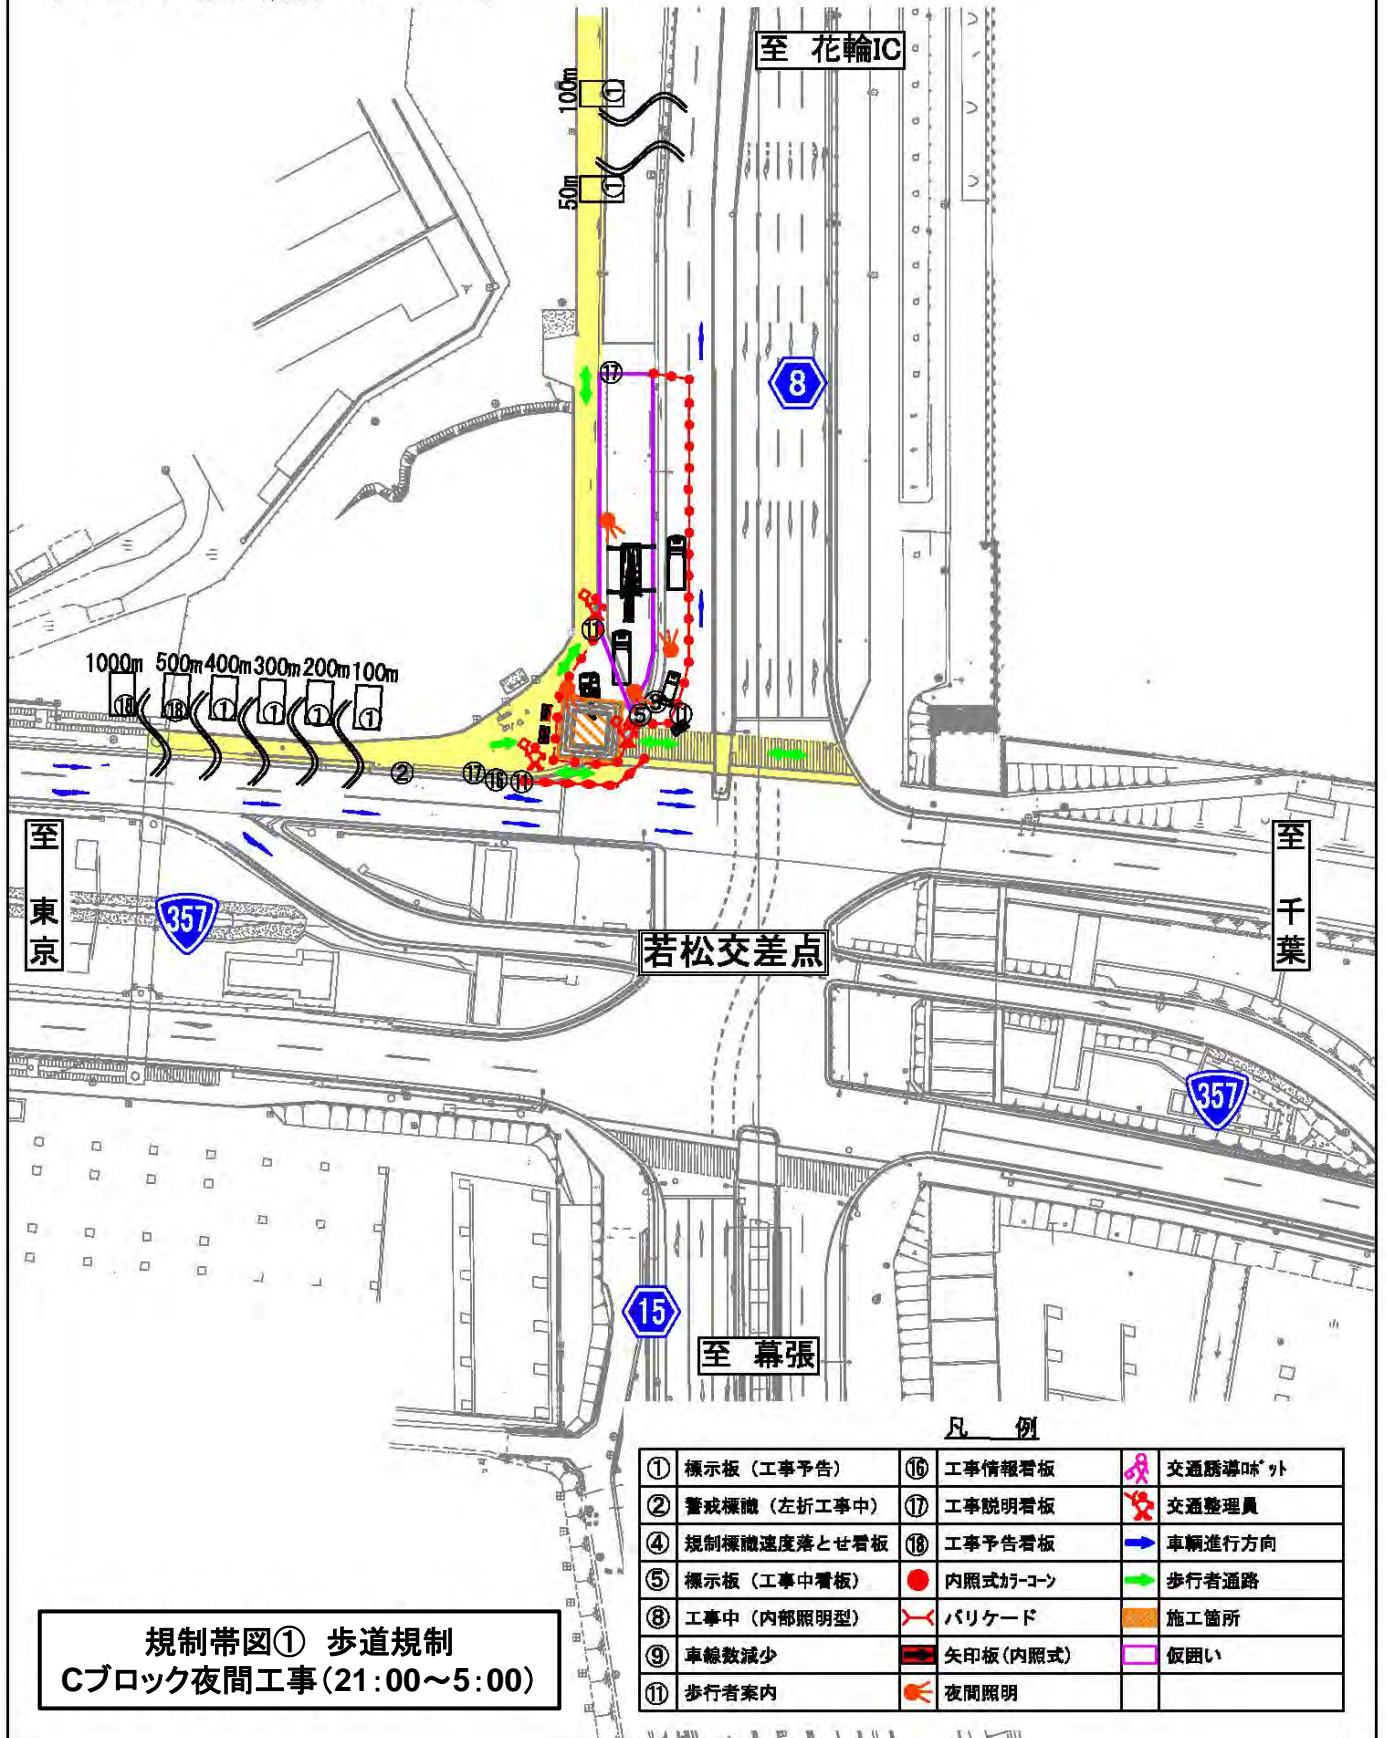 至 花輪IC
100m
①
50m
①
⑰
8
⑪
1000m 500m 400m 300m 200m 100m
⑱ ⑱ ① ① ① ①
⑤
②
⑰ ⑯ ⑪
至 東京
357
若松交差点
至 千葉
357
15
至 幕張
凡 例
① 標示板（工事予告） ⑯ 工事情報看板 交通誘導ﾛﾎﾞｯﾄ
② 警戒標識（左折工事中） ⑰ 工事説明看板 交通整理員
④ 規制標識速度落とせ看板 ⑱ 工事予告看板 車輌進行方向
⑤ 標示板（工事中看板） 内照式ｶﾗｰｺｰﾝ 歩行者通路
⑧ 工事中（内部照明型） バリケード 施工箇所
⑨ 車線数減少 矢印板(内照式) 仮囲い
⑪ 歩行者案内 夜間照明
規制帯図① 歩道規制
Cブロック夜間工事(21:00～5:00)